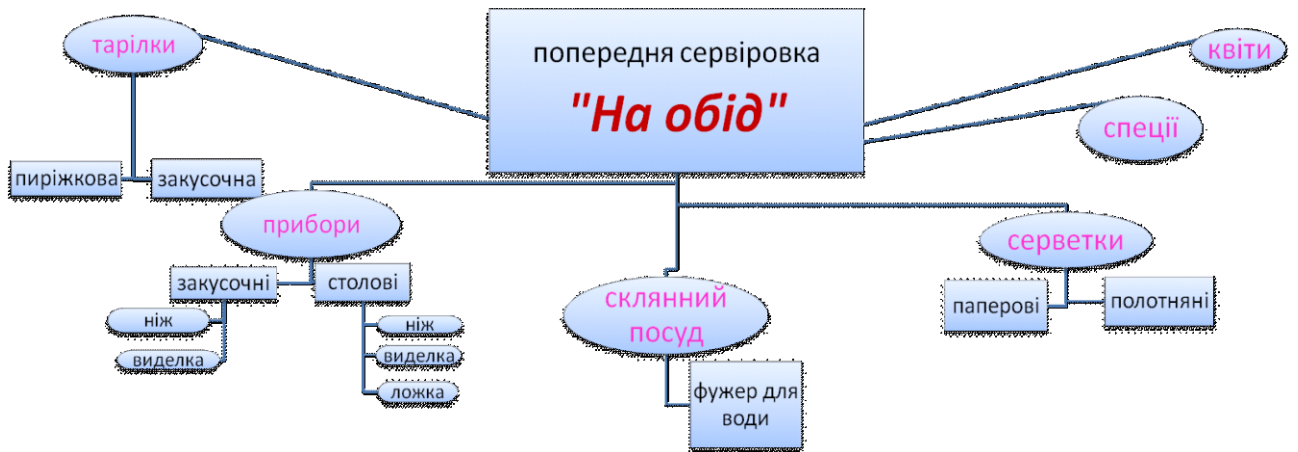 попередня сервіровка
"На обід"
тарілки
пиріжкова
закусочна
прибори
закусочні
ніж
виделка
столові
ніж
виделка
ложка
склянний
посуд
фужер для
води
серветки
паперові
полотняні
спеції
квіти